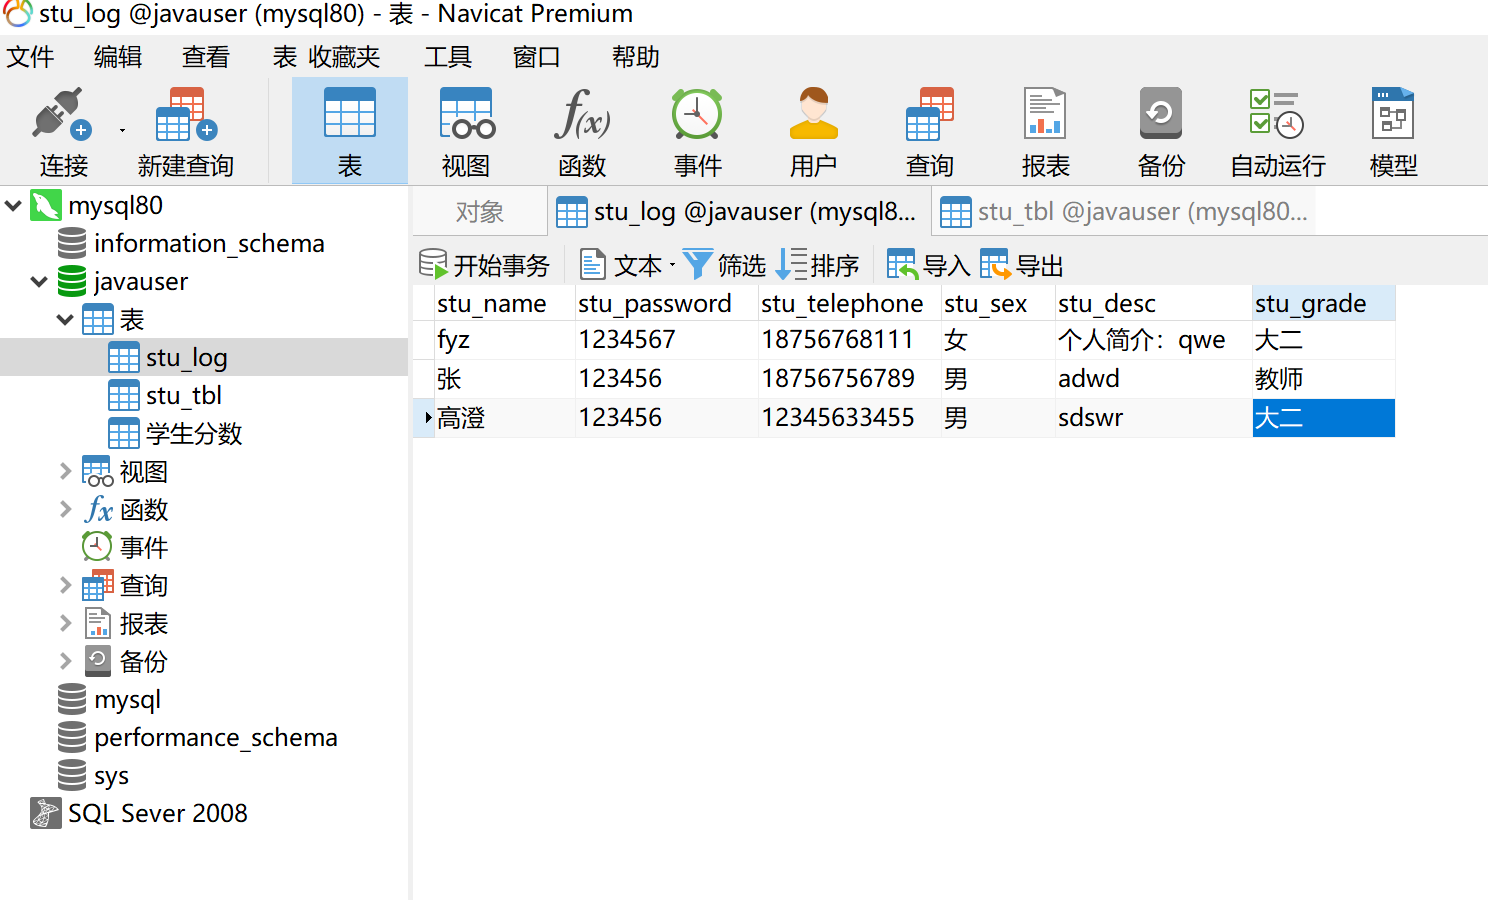 stu_log @javauser (mysql80) - 表 - Navicat Premium
文件 编辑 查看 表 收藏夹 工具 窗口 帮助
连接 新建查询 表 视图 函数 事件 用户 查询 报表 备份 自动运行 模型
mysql80
information_schema
javauser
表
stu_log
stu_tbl
学生分数
视图
函数
事件
查询
报表
备份
mysql
performance_schema
sys
SQL Sever 2008
对象 stu_log @javauser (mysql8... stu_tbl @javauser (mysql80...
开始事务 文本 筛选 排序 导入 导出
stu_name stu_password stu_telephone stu_sex stu_desc stu_grade
fyz 1234567 18756768111 女 个人简介：qwe 大二
张 123456 18756756789 男 adwd 教师
高澄 123456 12345633455 男 sdswr 大二